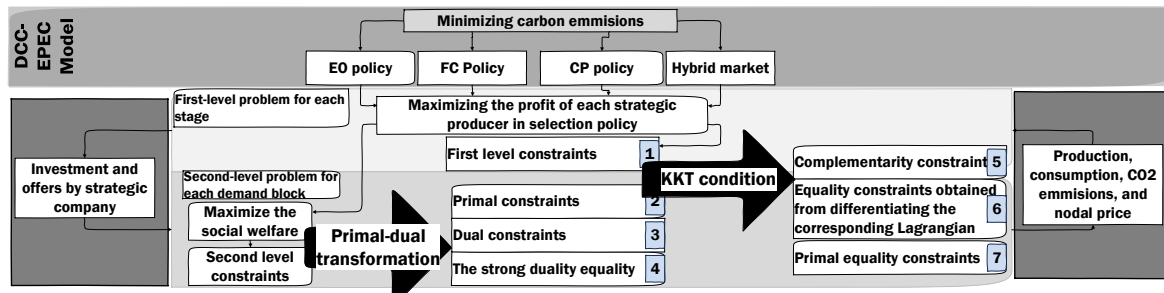 DCC-
EPEC
Model
Minimizing carbon emmisions
EO policy
FC Policy
CP policy
Hybrid market
First-level problem for each
stage
Maximizing the profit of each strategic
producer in selection policy
First level constraints
1
Investment and
offers by strategic
company
Second-level problem for
each demand block
Maximize the
social welfare
Second level
constraints
Primal-dual
transformation
Primal constraints
2
Dual constraints
3
The strong duality equality
4
KKT condition
Complementarity constraint
5
Equality constraints obtained
from differentiating the
corresponding Lagrangian
6
Primal equality constraints
7
Production,
consumption, CO2
emmisions, and
nodal price